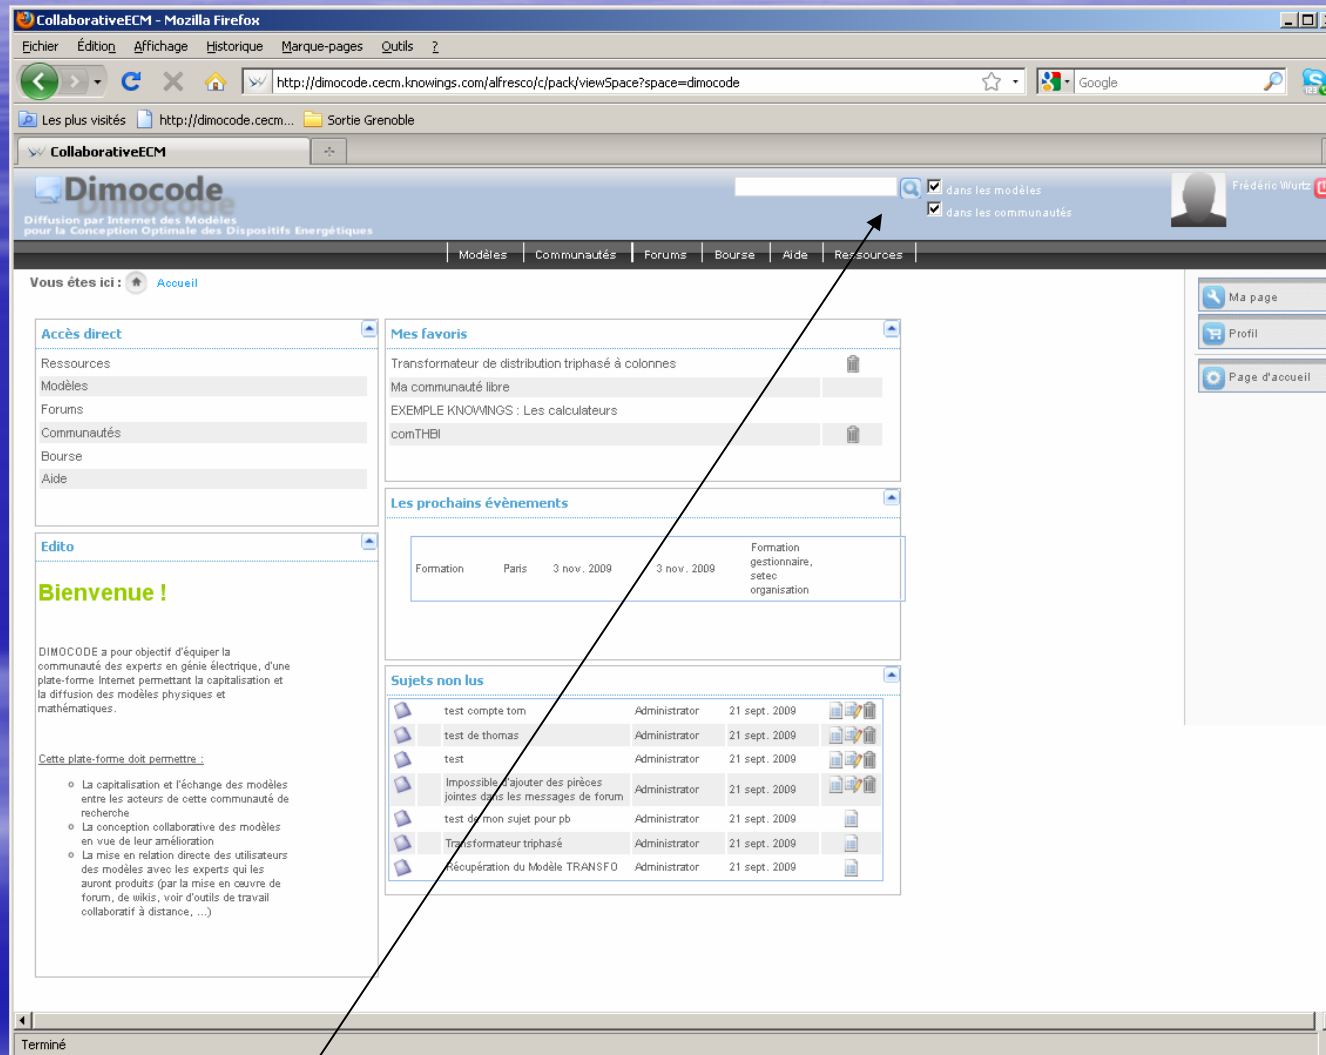 CollaborativeECM - Mozilla Firefox
Fichier Édition Affichage Historique Marque-pages Outils ?
http://dimocode.cecm.knowings.com/alfresco/c/pack/viewSpace?space=dimocode
Google
Les plus visités http://dimocode.cecm... Sortie Grenoble
CollaborativeECM
Dimocode
Diffusion par Internet des Modèles
pour la Conception Optimale des Dispositifs Energétiques
dans les modèles
dans les communautés
Frédéric Wurtz
Modèles Communautés Forums Bourse Aide Ressources
Vous êtes ici : Accueil
Ma page
Profil
Page d'accueil
Accès direct
Ressources
Modèles
Forums
Communautés
Bourse
Aide
Edito
Bienvenue !
DIMOCODE a pour objectif d'équiper la
communauté des experts en génie électrique, d'une
plate-forme Internet permettant la capitalisation et
la diffusion des modèles physiques et
mathématiques.
Cette plate-forme doit permettre :
La capitalisation et l'échange des modèles
entre les acteurs de cette communauté de
recherche
La conception collaborative des modèles
en vue de leur amélioration
La mise en relation directe des utilisateurs
des modèles avec les experts qui les
auront produits (par la mise en œuvre de
forum, de wikis, voir d'outils de travail
collaboratif à distance, ...)
Mes favoris
Transformateur de distribution triphasé à colonnes
Ma communauté libre
EXEMPLE KNOWINGS : Les calculateurs
comTHBI
Les prochains évènements
Formation Paris 3 nov. 2009 3 nov. 2009 Formation
gestionnaire,
setec
organisation
Sujets non lus
test compte tom Administrator 21 sept. 2009
test de thomas Administrator 21 sept. 2009
test Administrator 21 sept. 2009
Impossible d'ajouter des pirèces
jointes dans les messages de forum Administrator 21 sept. 2009
test de mon sujet pour pb Administrator 21 sept. 2009
Transformateur triphasé Administrator 21 sept. 2009
Récupération du Modèle TRANSFO Administrator 21 sept. 2009
Terminé